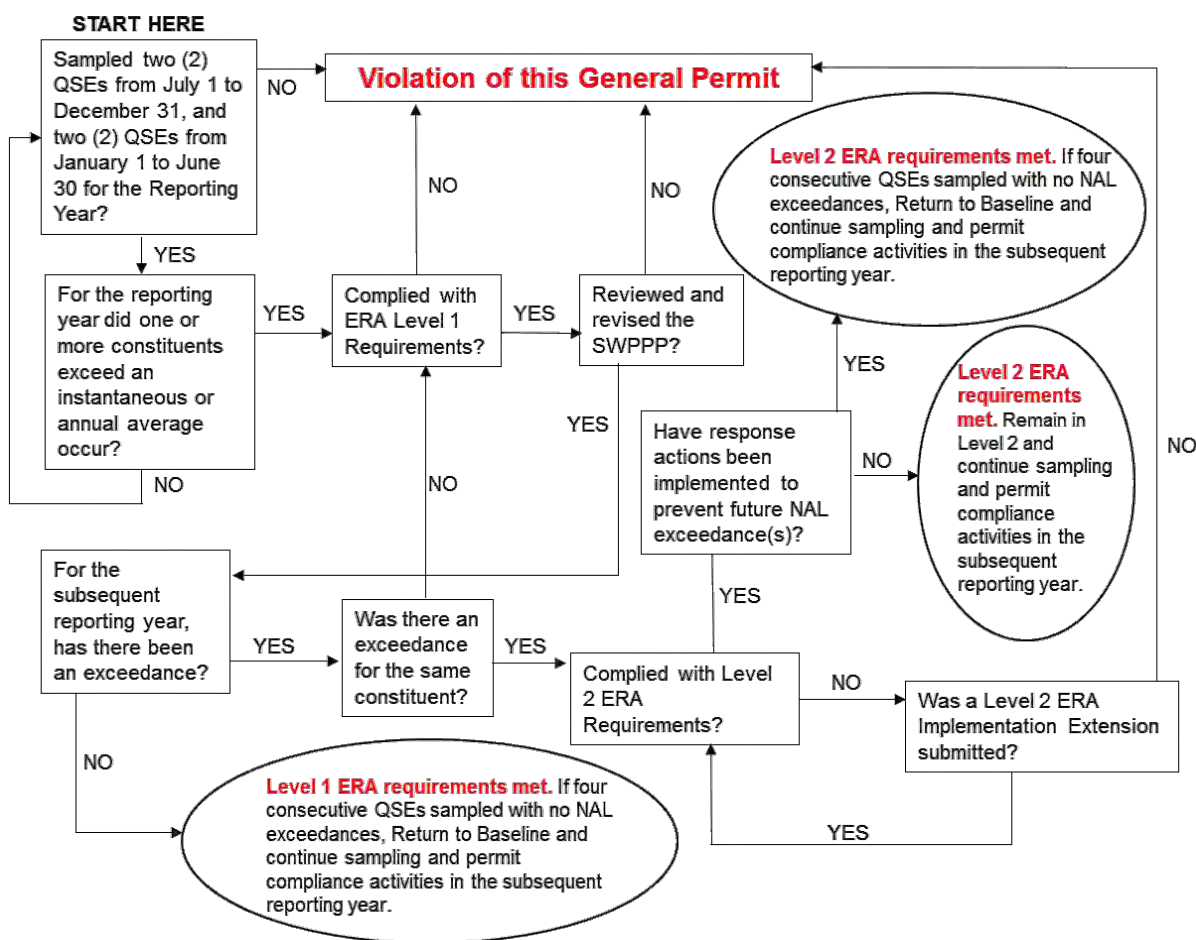 START HERE
Sampled two (2)
QSEs from July 1 to
December 31, and
two (2) QSEs from
January 1 to June
30 for the Reporting
Year?
NO
Violation of this General Permit
YES
For the reporting
year did one or
more constituents
exceed an
instantaneous or
annual average
occur?
NO
YES
Complied with
ERA Level 1
Requirements?
NO
YES
Reviewed and
revised the
SWPPP?
NO
YES
Level 2 ERA requirements met. If four
consecutive QSEs sampled with no NAL
exceedances, Return to Baseline and
continue sampling and permit
compliance activities in the subsequent
reporting year.
YES
Have response
actions been
implemented to
prevent future NAL
exceedance(s)?
NO
Level 2 ERA
requirements
met. Remain in
Level 2 and
continue sampling
and permit
compliance
activities in the
subsequent
reporting year.
NO
For the
subsequent
reporting year,
has there been
an exceedance?
YES
Was there an
exceedance
for the same
constituent?
NO
YES
Complied with Level
2 ERA
Requirements?
YES
NO
Was a Level 2 ERA
Implementation Extension
submitted?
YES
NO
Level 1 ERA requirements met. If four
consecutive QSEs sampled with no NAL
exceedances, Return to Baseline and
continue sampling and permit
compliance activities in the subsequent
reporting year.